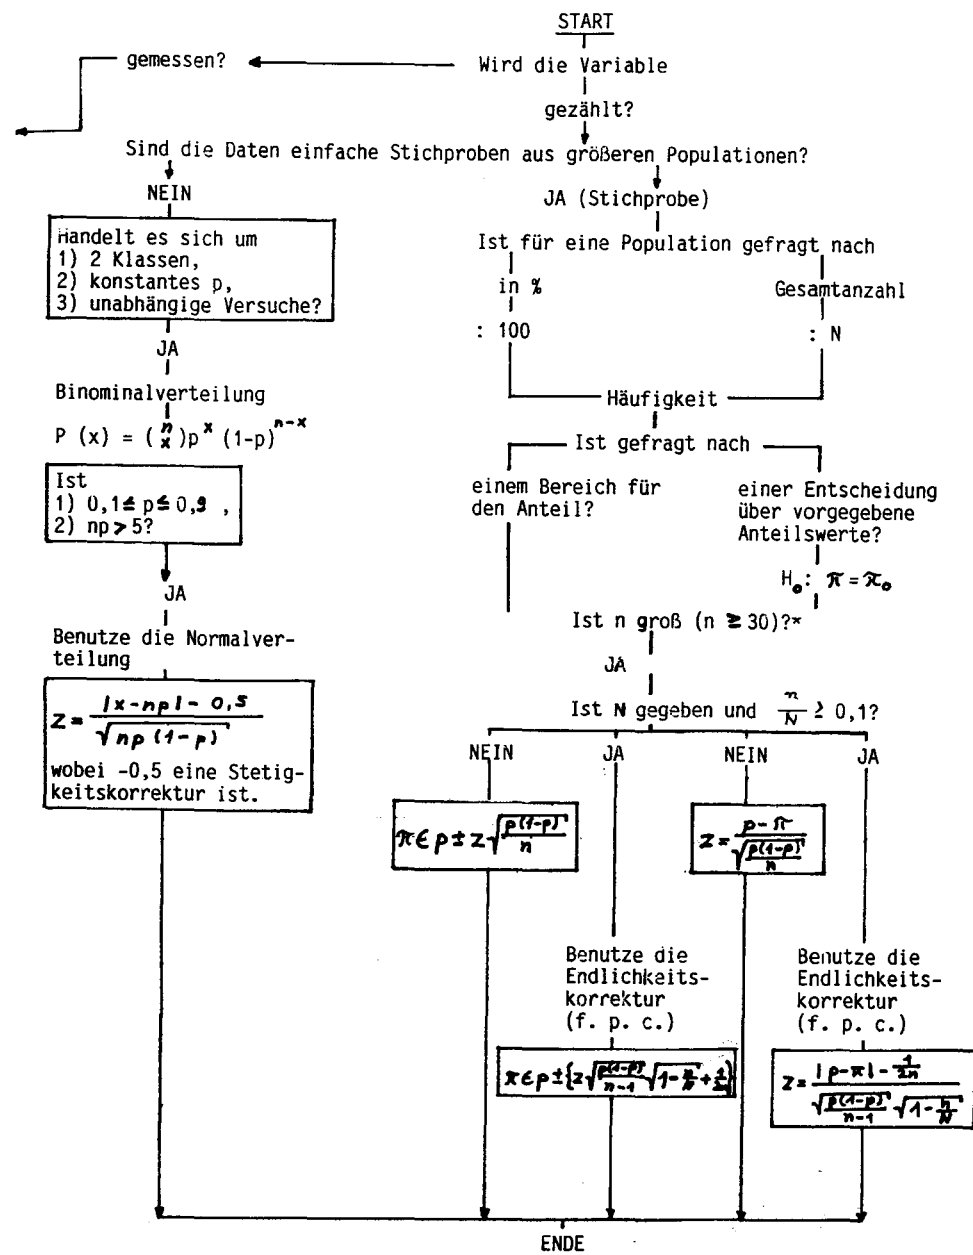 START
gemessen?
Wird die Variable
gezählt?
Sind die Daten einfache Stichproben aus größeren Populationen?
NEIN
JA (Stichprobe)
Handelt es sich um
1) 2 Klassen,
2) konstantes p,
3) unabhängige Versuche?
JA
Binominalverteilung
P (x) = (n x) p^x (1-p)^{n-x}
Ist
1) 0,1 ≤ p ≤ 0,9 ,
2) np > 5?
JA
Benutze die Normalver-
teilung
z = (|x-np| - 0,5) / √(np (1-p))
wobei -0,5 eine Stetig-
keitskorrektur ist.
Ist für eine Population gefragt nach
in %
Gesamtanzahl
: 100
: N
Häufigkeit
Ist gefragt nach
einem Bereich für
den Anteil?
einer Entscheidung
über vorgegebene
Anteilswerte?
H₀: π = π₀
Ist n groß (n ≧ 30)?*
JA
Ist N gegeben und n/N ≥ 0,1?
NEIN
JA
NEIN
JA
π ∈ p ± z √(p(1-p)/n)
z = (p - π) / √(p(1-p)/n)
Benutze die
Endlichkeits-
korrektur
(f. p. c.)
π ∈ p ± {z √(p(1-p)/(n-1)) √(1 - n/N) + 1/2n}
Benutze die
Endlichkeits-
korrektur
(f. p. c.)
z = (|p - π| - 1/2n) / (√(p(1-p)/(n-1)) √(1 - n/N))
ENDE